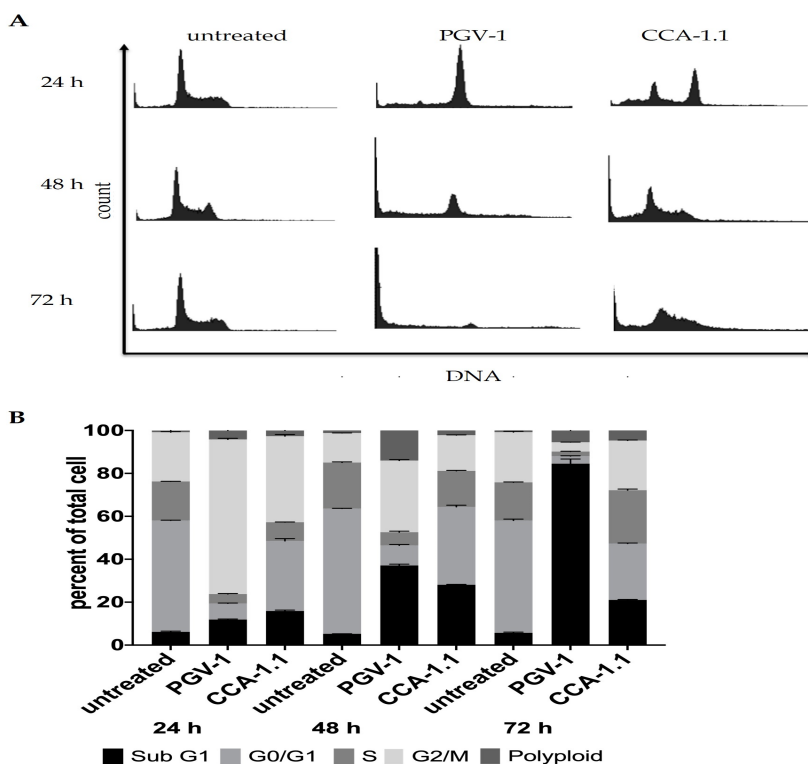 A
untreated PGV-1 CCA-1.1
24 h
48 h
count
72 h
DNA
B
percent of total cell
100
80
60
40
20
0
untreated PGV-1 CCA-1.1 untreated PGV-1 CCA-1.1 untreated PGV-1 CCA-1.1
24 h 48 h 72 h
Sub G1 G0/G1 S G2/M Polyploid